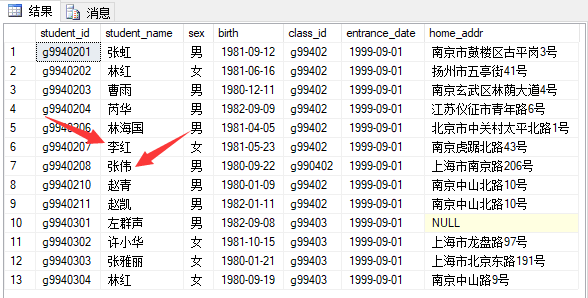 结果 消息
student_id student_name sex birth class_id entrance_date home_addr
1 g9940201 张虹 男 1981-09-12 g99402 1999-09-01 南京市鼓楼区古平岗3号
2 g9940202 林红 女 1981-06-16 g99402 1999-09-01 扬州市五亭街41号
3 g9940203 曹雨 男 1980-12-11 g99402 1999-09-01 南京玄武区林荫大道4号
4 g9940204 芮华 男 1982-09-09 g99402 1999-09-01 江苏仪征市青年路6号
5 g9940206 林海国 男 1981-04-05 g99402 1999-09-01 北京市中关村太平北路1号
6 g9940207 李红 女 1981-05-23 g99402 1999-09-01 南京虎踞北路43号
7 g9940208 张伟 男 1980-09-22 g990402 1999-09-01 上海市南京路206号
8 g9940210 赵青 男 1980-01-09 g99402 1999-09-01 南京中山北路10号
9 g9940211 赵凯 男 1982-01-11 g99402 1999-09-01 南京中山北路10号
10 g9940301 左群声 男 1982-09-08 g99403 1999-09-01 NULL
11 g9940302 许小华 女 1981-10-15 g99403 1999-09-01 上海市龙盘路97号
12 g9940303 张雅丽 女 1980-01-21 g99403 1999-09-01 上海市北京东路191号
13 g9940304 林红 女 1980-09-19 g99403 1999-09-01 南京中山路9号